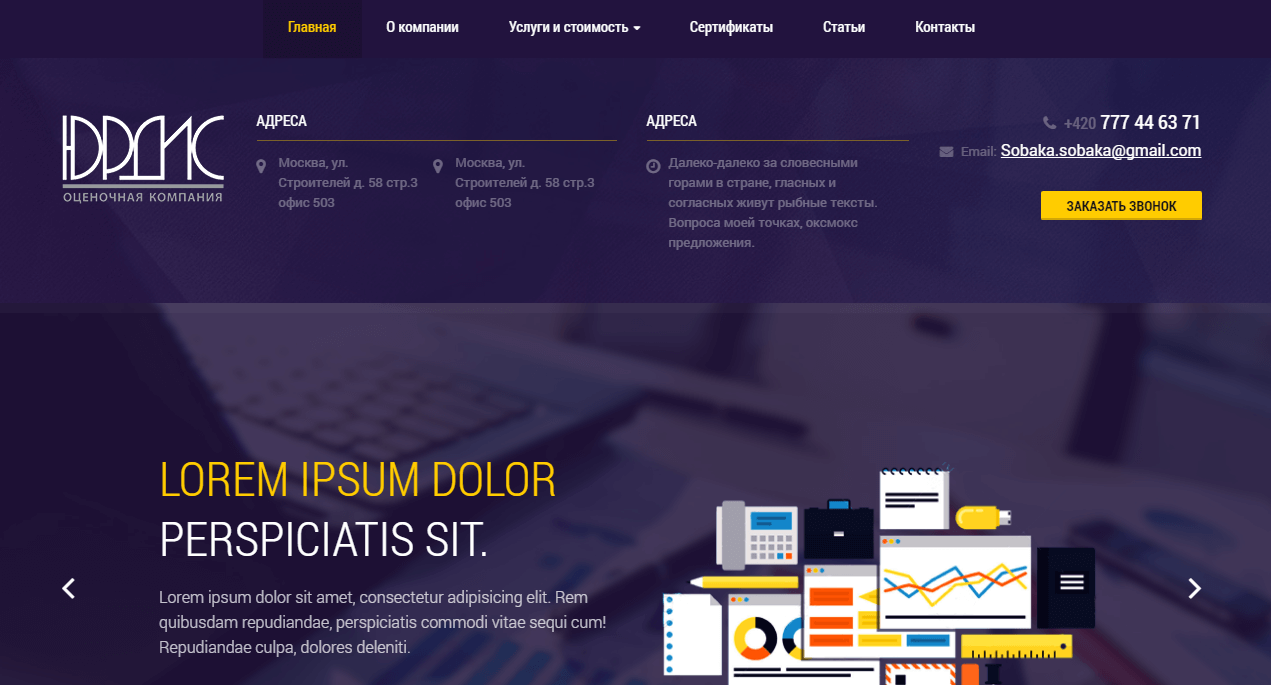 Главная О компании Услуги и стоимость Сертификаты Статьи Контакты
ОЦЕНОЧНАЯ КОМПАНИЯ
АДРЕСА
Москва, ул.
Строителей д. 58 стр.3
офис 503
Москва, ул.
Строителей д. 58 стр.3
офис 503
АДРЕСА
Далеко-далеко за словесными
горами в стране, гласных и
согласных живут рыбные тексты.
Вопроса моей точках, оксмокс
предложения.
+420 777 44 63 71
Email: Sobaka.sobaka@gmail.com
ЗАКАЗАТЬ ЗВОНОК
LOREM IPSUM DOLOR
PERSPICIATIS SIT.
Lorem ipsum dolor sit amet, consectetur adipisicing elit. Rem
quibusdam repudiandae, perspiciatis commodi vitae sequi cum!
Repudiandae culpa, dolores deleniti.